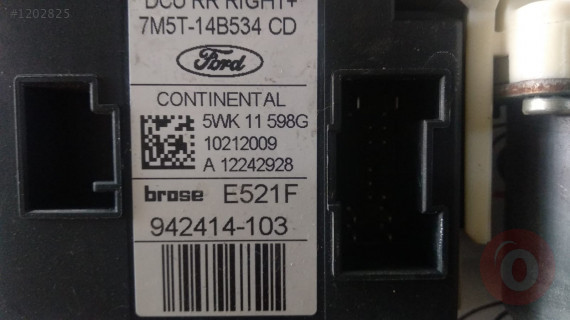 #1202825
DCU RR RIGHT+
7M5T-14B534 CD
Ford
CONTINENTAL
5WK 11 598G
10212009
A 12242928
brose E521F
942414-103